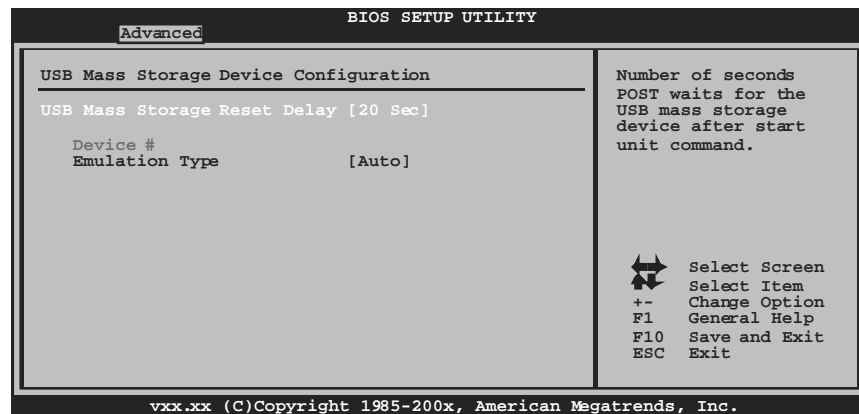 BIOS SETUP UTILITY
Advanced
USB Mass Storage Device Configuration
USB Mass Storage Reset Delay [20 Sec]
Device #
Emulation Type [Auto]
Number of seconds
POST waits for the
USB mass storage
device after start
unit command.
Select Screen
Select Item
+- Change Option
F1 General Help
F10 Save and Exit
ESC Exit
vxx.xx (C)Copyright 1985-200x, American Megatrends, Inc.